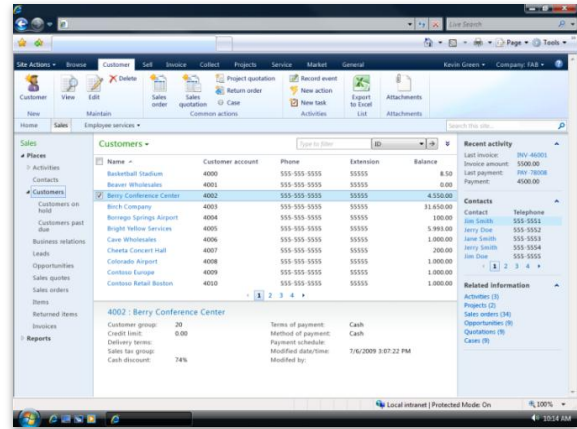 Live Search
Page Tools
Site Actions Browse Customer Sell Invoice Collect Projects Service Market General Kevin Green Company: FAB
Customer View Edit Delete Sales order Sales quotation Project quotation Return order Case Record event New action New task Export to Excel Attachments
New Maintain Common actions Activities List Attachments
Home Sales Employee services Search this site...
Sales
Places
Activities
Contacts
Customers
Customers on hold
Customers past due
Business relations
Leads
Opportunities
Sales quotes
Sales orders
Items
Returned items
Invoices
Reports
Customers Type to filter ID
Name Customer account Phone Extension Balance
Basketball Stadium 4000 555-555-5555 55555 8.50
Beaver Wholesales 4001 555-555-5555 55555 0.00
Berry Conference Center 4002 555-555-5555 55555 4.550.00
Birch Company 4003 555-555-5555 55555 31.650.00
Borrego Springs Airport 4004 555-555-5555 55555 100.00
Bright Yellow Services 4005 555-555-5555 55555 5.993.00
Cave Wholesales 4006 555-555-5555 55555 1.000.00
Cheeta Concert Hall 4007 555-555-5555 55555 200.00
Colorado Airport 4008 555-555-5555 55555 1.000.00
Contoso Europe 4009 555-555-5555 55555 1.000.00
Contoso Retail Boston 4010 555-555-5555 55555 1.000.00
1 2 3 4
4002 : Berry Conference Center
Customer group: 20 Terms of payment: Cash
Credit limit: 0.00 Method of payment: Cash
Delivery terms: Payment schedule:
Sales tax group: Modified date/time: 7/6/2009 3:07:22 PM
Cash discount: 74% Modified by:
Recent activity
Last invoice: INV-46001
Invoice amount: 5500.00
Last payment: PAY-78008
Payment: 4500.00
Contacts
Contact Telephone
Jim Smith 555-5551
Jerry Doe 555-5552
Jane Smith 555-5553
Jerry Smith 555-5554
Jim Doe 555-5555
1 2 3 4
Related information
Activities (3)
Projects (2)
Sales orders (34)
Opportunities (9)
Quotations (9)
Cases (9)
Local intranet | Protected Mode: On 100%
10:14 AM